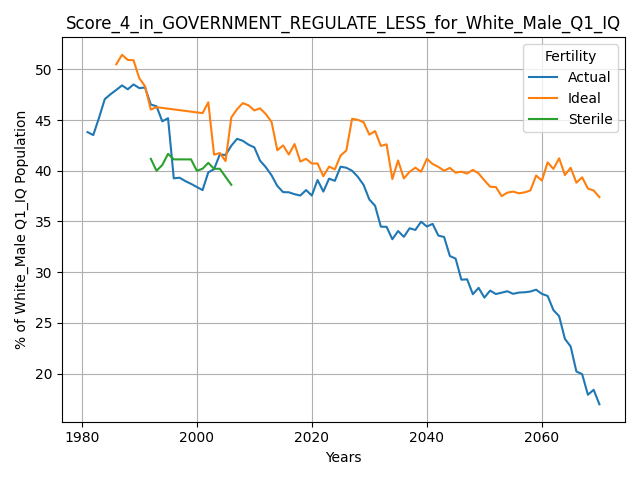 Score_4_in_GOVERNMENT_REGULATE_LESS_for_White_Male_Q1_IQ
Fertility
Actual
Ideal
Sterile
% of White_Male Q1_IQ Population
50
45
40
35
30
25
20
1980
2000
2020
2040
2060
Years